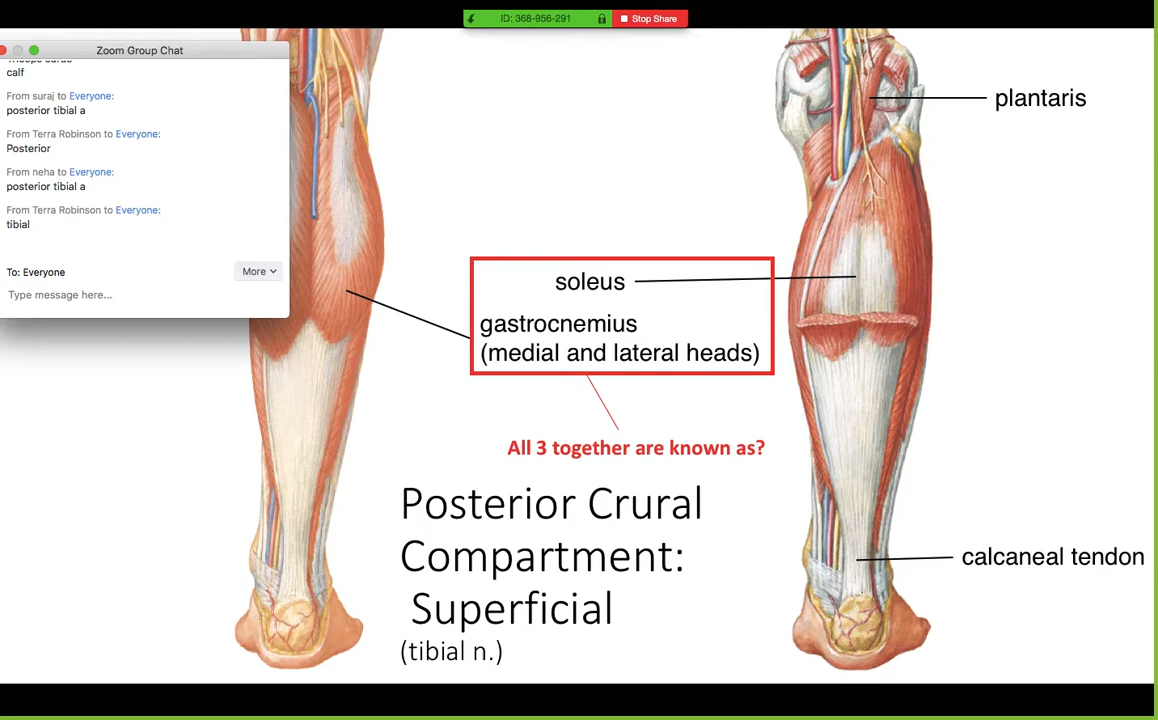 ID: 368-956-291
Stop Share
Zoom Group Chat
calf
From suraj to Everyone:
posterior tibial a
From Terra Robinson to Everyone:
Posterior
From neha to Everyone:
posterior tibial a
From Terra Robinson to Everyone:
tibial
To: Everyone
More
Type message here...
plantaris
soleus
gastrocnemius
(medial and lateral heads)
All 3 together are known as?
Posterior Crural
Compartment:
Superficial
(tibial n.)
calcaneal tendon